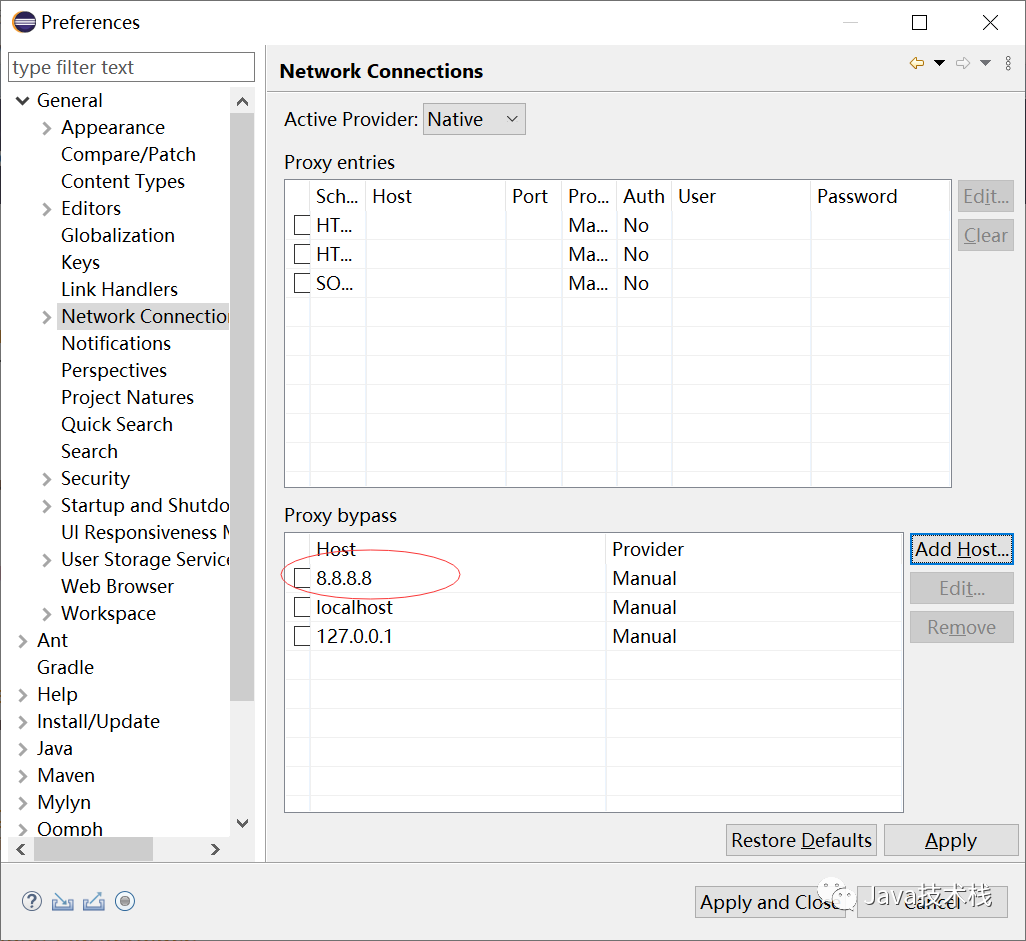 Preferences
type filter text
General
Appearance
Compare/Patch
Content Types
Editors
Globalization
Keys
Link Handlers
Network Connectio
Notifications
Perspectives
Project Natures
Quick Search
Search
Security
Startup and Shutdo
UI Responsiveness M
User Storage Service
Web Browser
Workspace
Ant
Gradle
Help
Install/Update
Java
Maven
Mylyn
Oomph
Network Connections
Active Provider: Native
Proxy entries
Sch... Host Port Pro... Auth User Password
HT... Ma... No
HT... Ma... No
SO... Ma... No
Edit...
Clear
Proxy bypass
Host Provider
8.8.8.8 Manual
localhost Manual
127.0.0.1 Manual
Add Host...
Edit...
Remove
Restore Defaults Apply
Apply and Close Cancel
Java技术栈